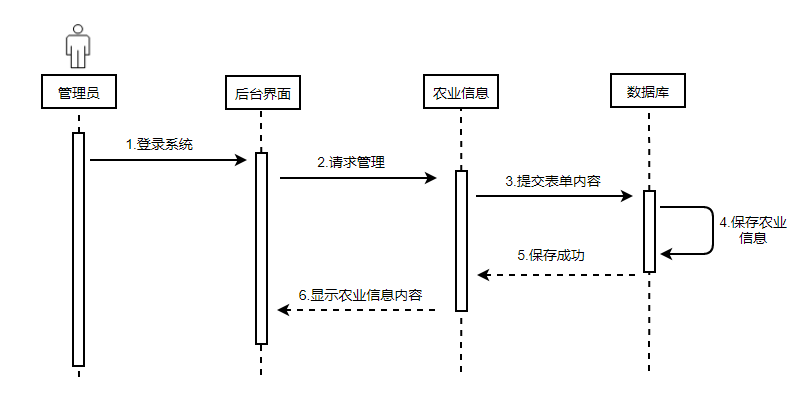 管理员
后台界面
农业信息
数据库
1.登录系统
2.请求管理
3.提交表单内容
4.保存农业
信息
5.保存成功
6.显示农业信息内容